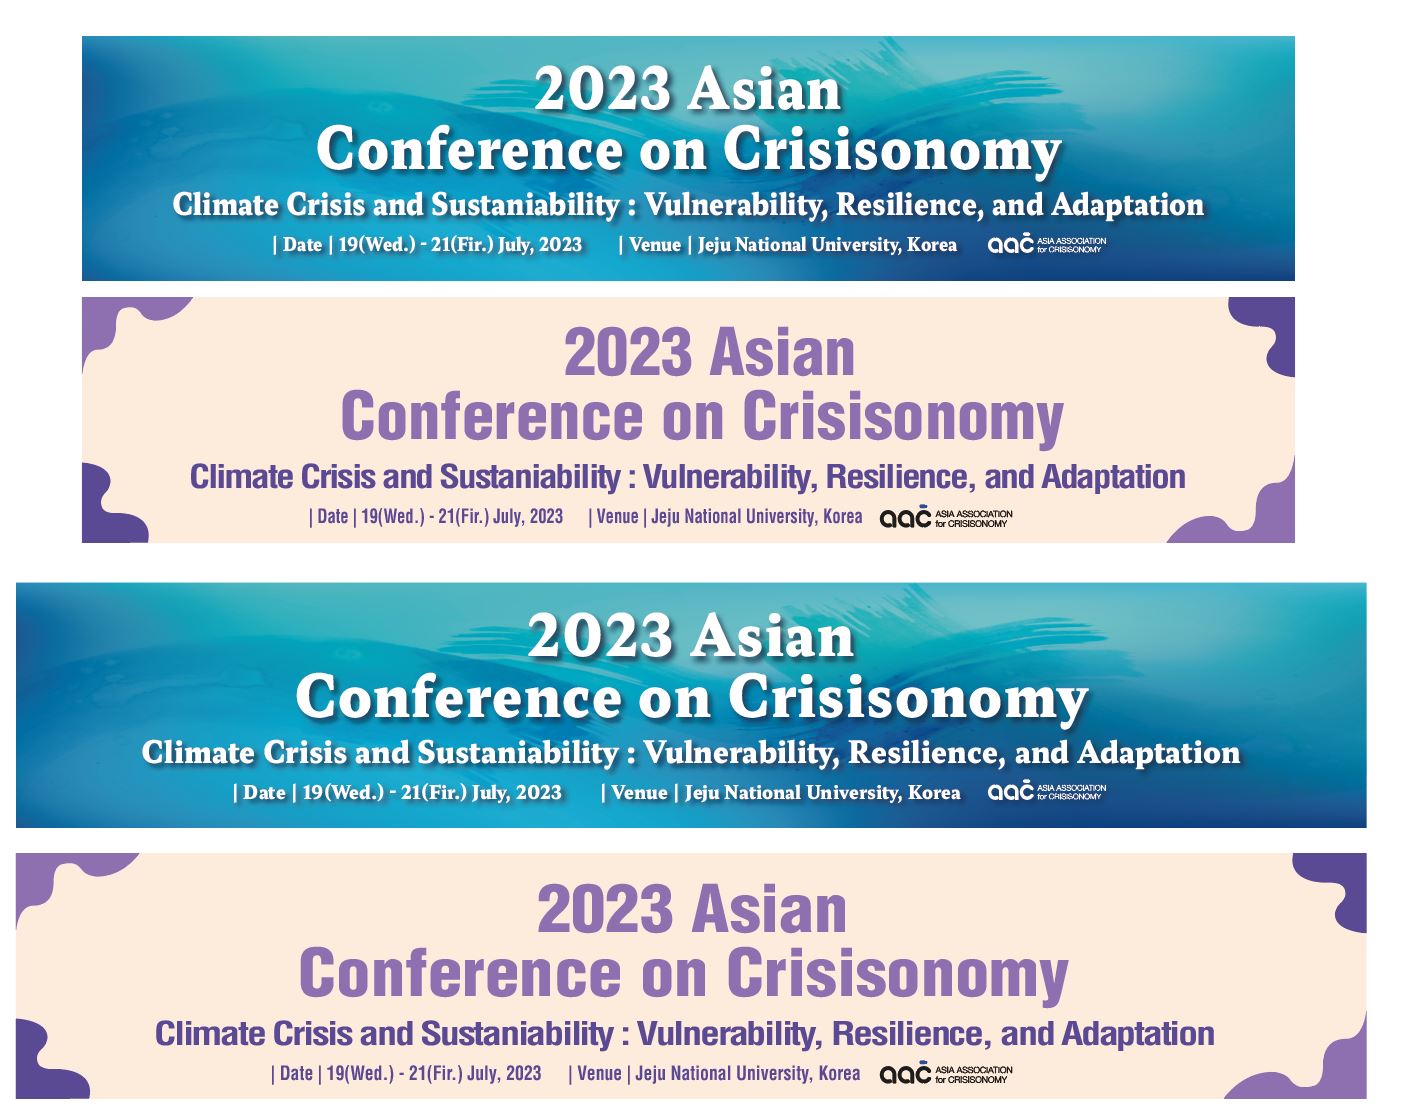 2023 Asian
Conference on Crisisonomy
Climate Crisis and Sustaniability : Vulnerability, Resilience, and Adaptation
| Date | 19(Wed.) - 21(Fir.) July, 2023 | Venue | Jeju National University, Korea aac ASIA ASSOCIATION
for CRISISONOMY
2023 Asian
Conference on Crisisonomy
Climate Crisis and Sustaniability : Vulnerability, Resilience, and Adaptation
| Date | 19(Wed.) - 21(Fir.) July, 2023 | Venue | Jeju National University, Korea aac ASIA ASSOCIATION
for CRISISONOMY
2023 Asian
Conference on Crisisonomy
Climate Crisis and Sustaniability : Vulnerability, Resilience, and Adaptation
| Date | 19(Wed.) - 21(Fir.) July, 2023 | Venue | Jeju National University, Korea aac ASIA ASSOCIATION
for CRISISONOMY
2023 Asian
Conference on Crisisonomy
Climate Crisis and Sustaniability : Vulnerability, Resilience, and Adaptation
| Date | 19(Wed.) - 21(Fir.) July, 2023 | Venue | Jeju National University, Korea aac ASIA ASSOCIATION
for CRISISONOMY